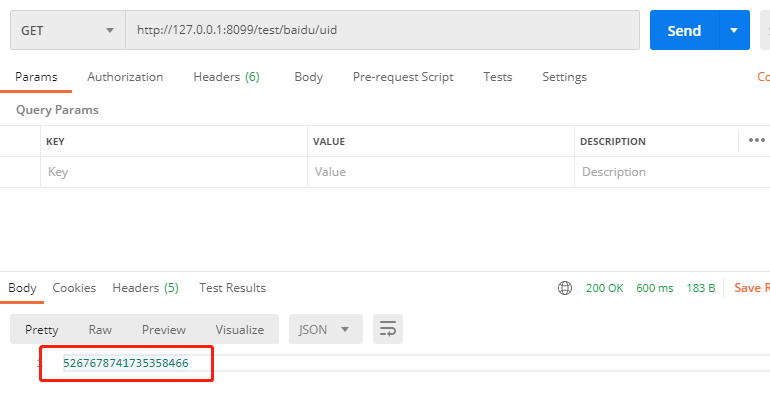 GET http://127.0.0.1:8099/test/baidu/uid Send
Params Authorization Headers (6) Body Pre-request Script Tests Settings
Query Params
KEY VALUE DESCRIPTION
Key Value Description
Body Cookies Headers (5) Test Results 200 OK 600 ms 183 B Save R
Pretty Raw Preview Visualize JSON
5267678741735358466